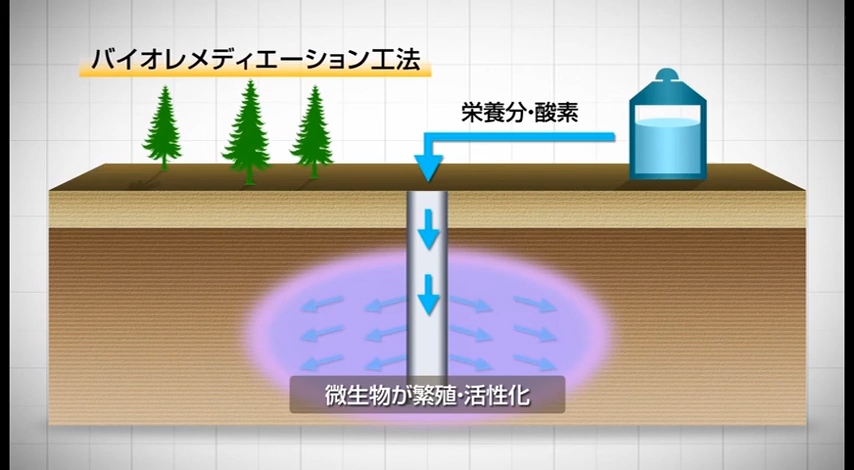 バイオレメディエーション工法
栄養分・酸素
微生物が繁殖・活性化